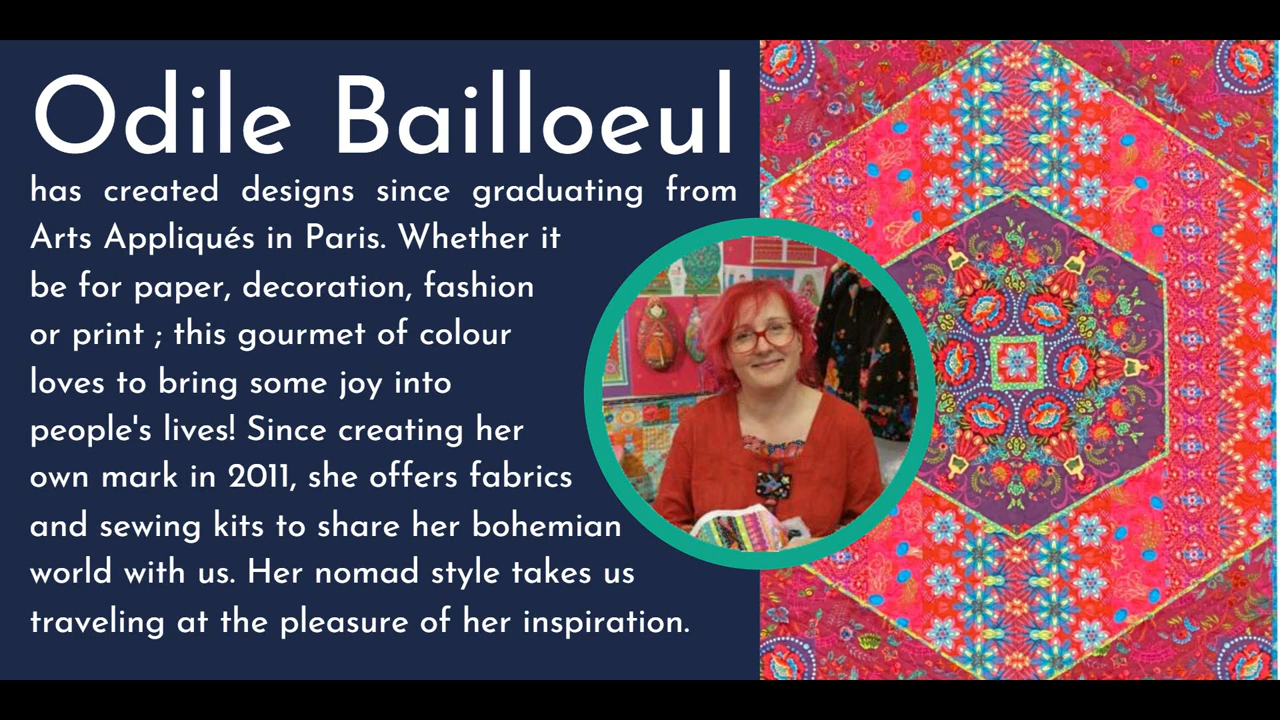 Odile Bailloeul
has created designs since graduating from
Arts Appliqués in Paris. Whether it
be for paper, decoration, fashion
or print ; this gourmet of colour
loves to bring some joy into
people's lives! Since creating her
own mark in 2011, she offers fabrics
and sewing kits to share her bohemian
world with us. Her nomad style takes us
traveling at the pleasure of her inspiration.